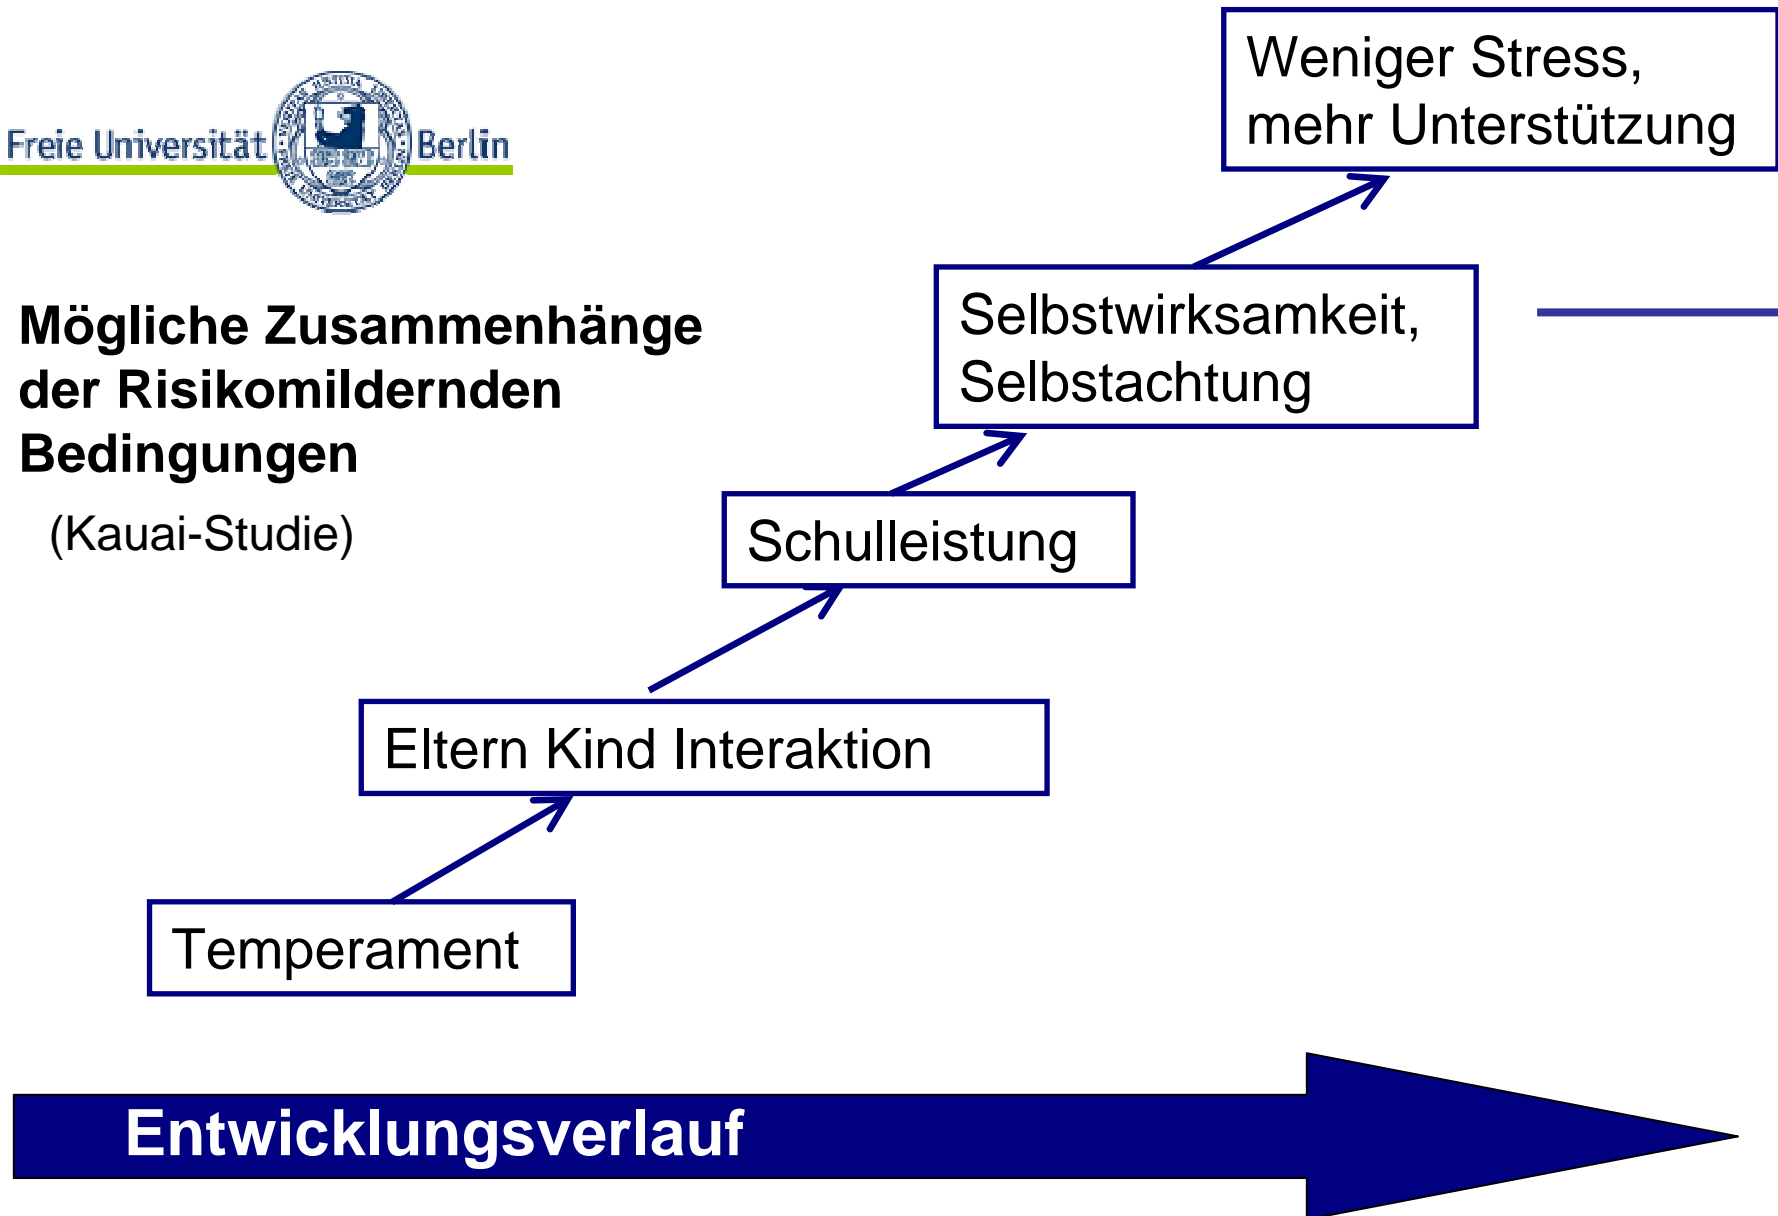 Freie Universität Berlin
Weniger Stress,
mehr Unterstützung
Mögliche Zusammenhänge
der Risikomildernden
Bedingungen
(Kauai-Studie)
Selbstwirksamkeit,
Selbstachtung
Schulleistung
Eltern Kind Interaktion
Temperament
Entwicklungsverlauf